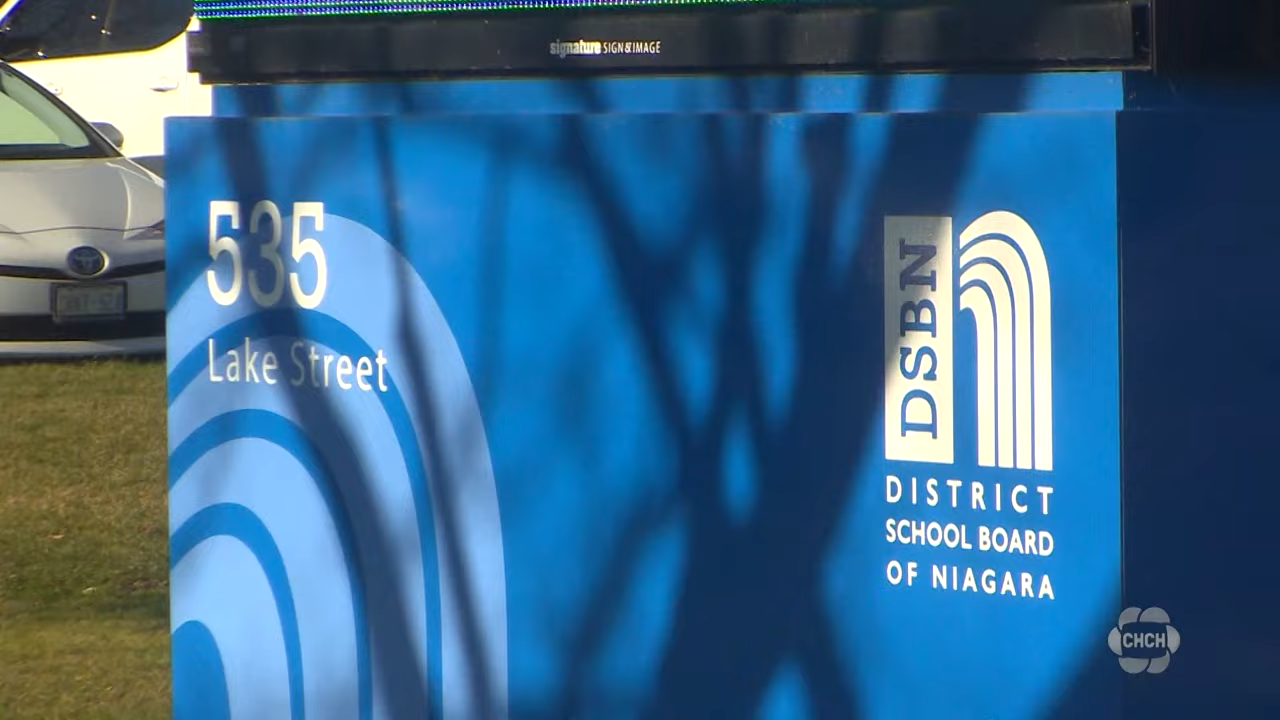 signature SIGN&IMAGE
535
Lake Street
DSBN
DISTRICT
SCHOOL BOARD
OF NIAGARA
CHCH